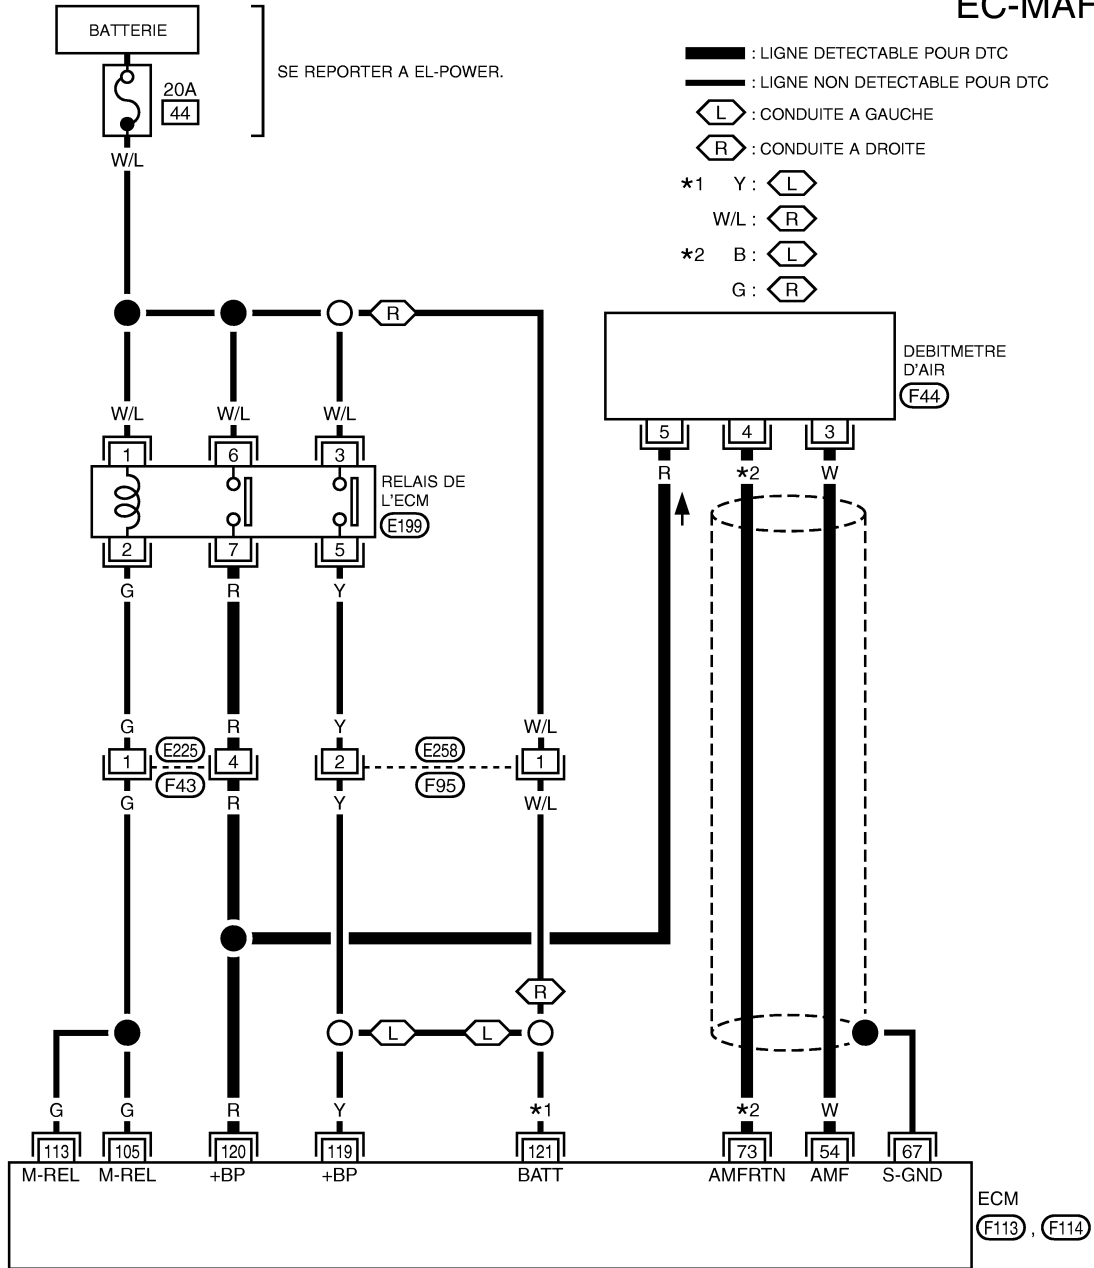 EC-MAF
BATTERIE
20A
44
SE REPORTER A EL-POWER.
: LIGNE DETECTABLE POUR DTC
: LIGNE NON DETECTABLE POUR DTC
L : CONDUITE A GAUCHE
R : CONDUITE A DROITE
*1 Y : L
W/L : R
*2 B : L
G : R
W/L
R
DEBITMETRE
D'AIR
F44
W/L W/L W/L
5 4 3
R *2 W
1 6 3
RELAIS DE
L'ECM
E199
2 7 5
G R Y
G R Y W/L
1 E225 4 2 E258 1
F43 F95
G R Y W/L
R
L L
G G R Y *1 *2 W
113 105 120 119 121 73 54 67
M-REL M-REL +BP +BP BATT AMFRTN AMF S-GND
ECM
F113 , F114